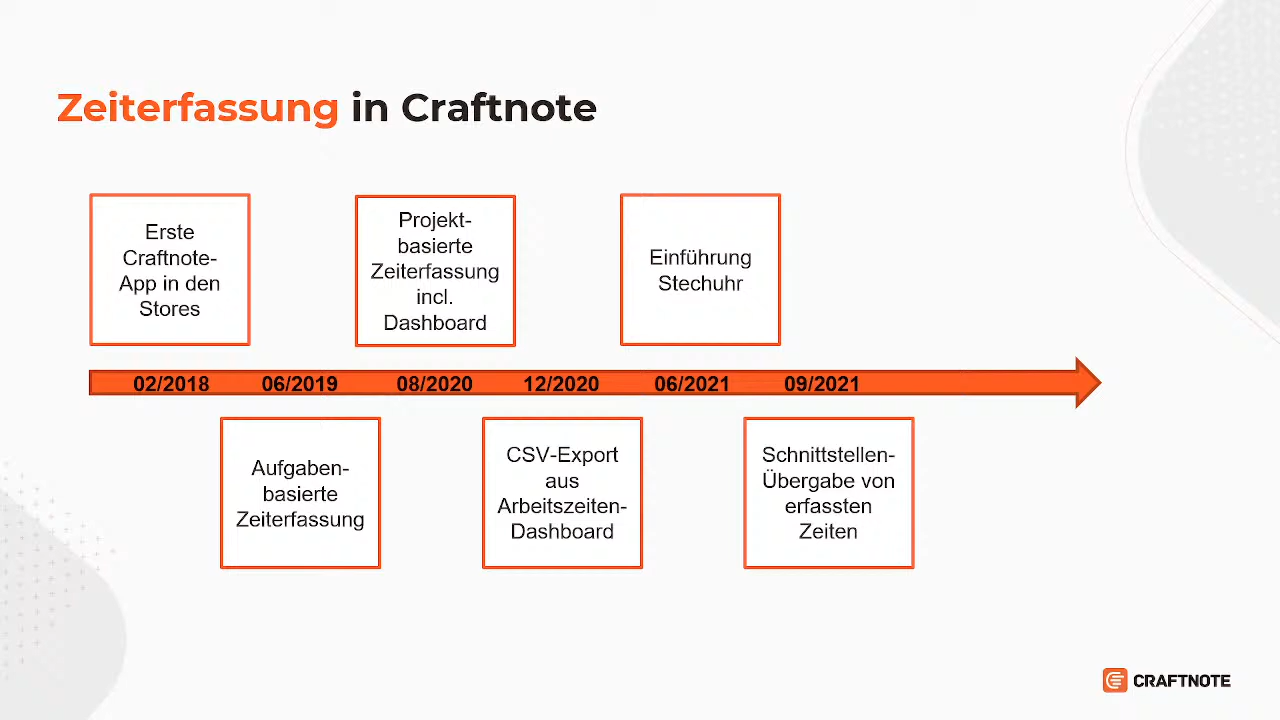 Zeiterfassung in Craftnote
Erste
Craftnote-
App in den
Stores
Projekt-
basierte
Zeiterfassung
incl.
Dashboard
Einführung
Stechuhr
02/2018 06/2019 08/2020 12/2020 06/2021 09/2021
Aufgaben-
basierte
Zeiterfassung
CSV-Export
aus
Arbeitszeiten-
Dashboard
Schnittstellen-
Übergabe von
erfassten
Zeiten
CRAFTNOTE